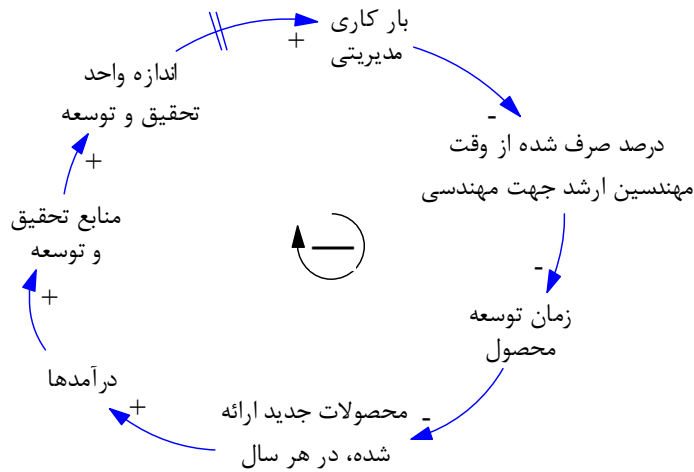 بار کاری
مدیریتی
+
-
درصد صرف شده از وقت
مهندسین ارشد جهت مهندسی
-
زمان توسعه
محصول
-
محصولات جدید ارائه
شده، در هر سال
+
درآمدها
+
منابع تحقیق
و توسعه
+
اندازه واحد
تحقیق و توسعه
—